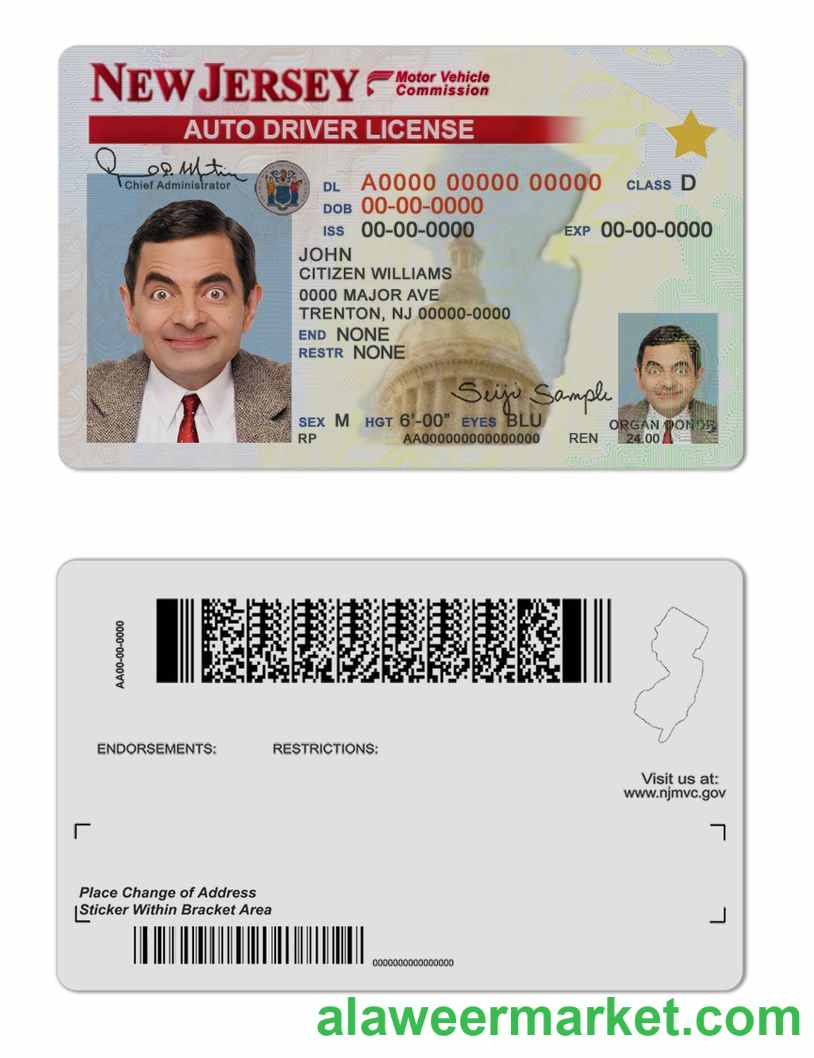 NEW JERSEY Motor Vehicle Commission
AUTO DRIVER LICENSE
Chief Administrator
DL A0000 00000 00000 CLASS D
DOB 00-00-0000
ISS 00-00-0000 EXP 00-00-0000
JOHN
CITIZEN WILLIAMS
0000 MAJOR AVE
TRENTON, NJ 00000-0000
END NONE
RESTR NONE
Seiji Sample
SEX M HGT 6'-00" EYES BLU
ORGAN DONOR
RP AA000000000000000 REN 24.00
AA00-00-0000
ENDORSEMENTS: RESTRICTIONS:
Visit us at:
www.njmvc.gov
Place Change of Address
Sticker Within Bracket Area
0000000000000000
alaweermarket.com